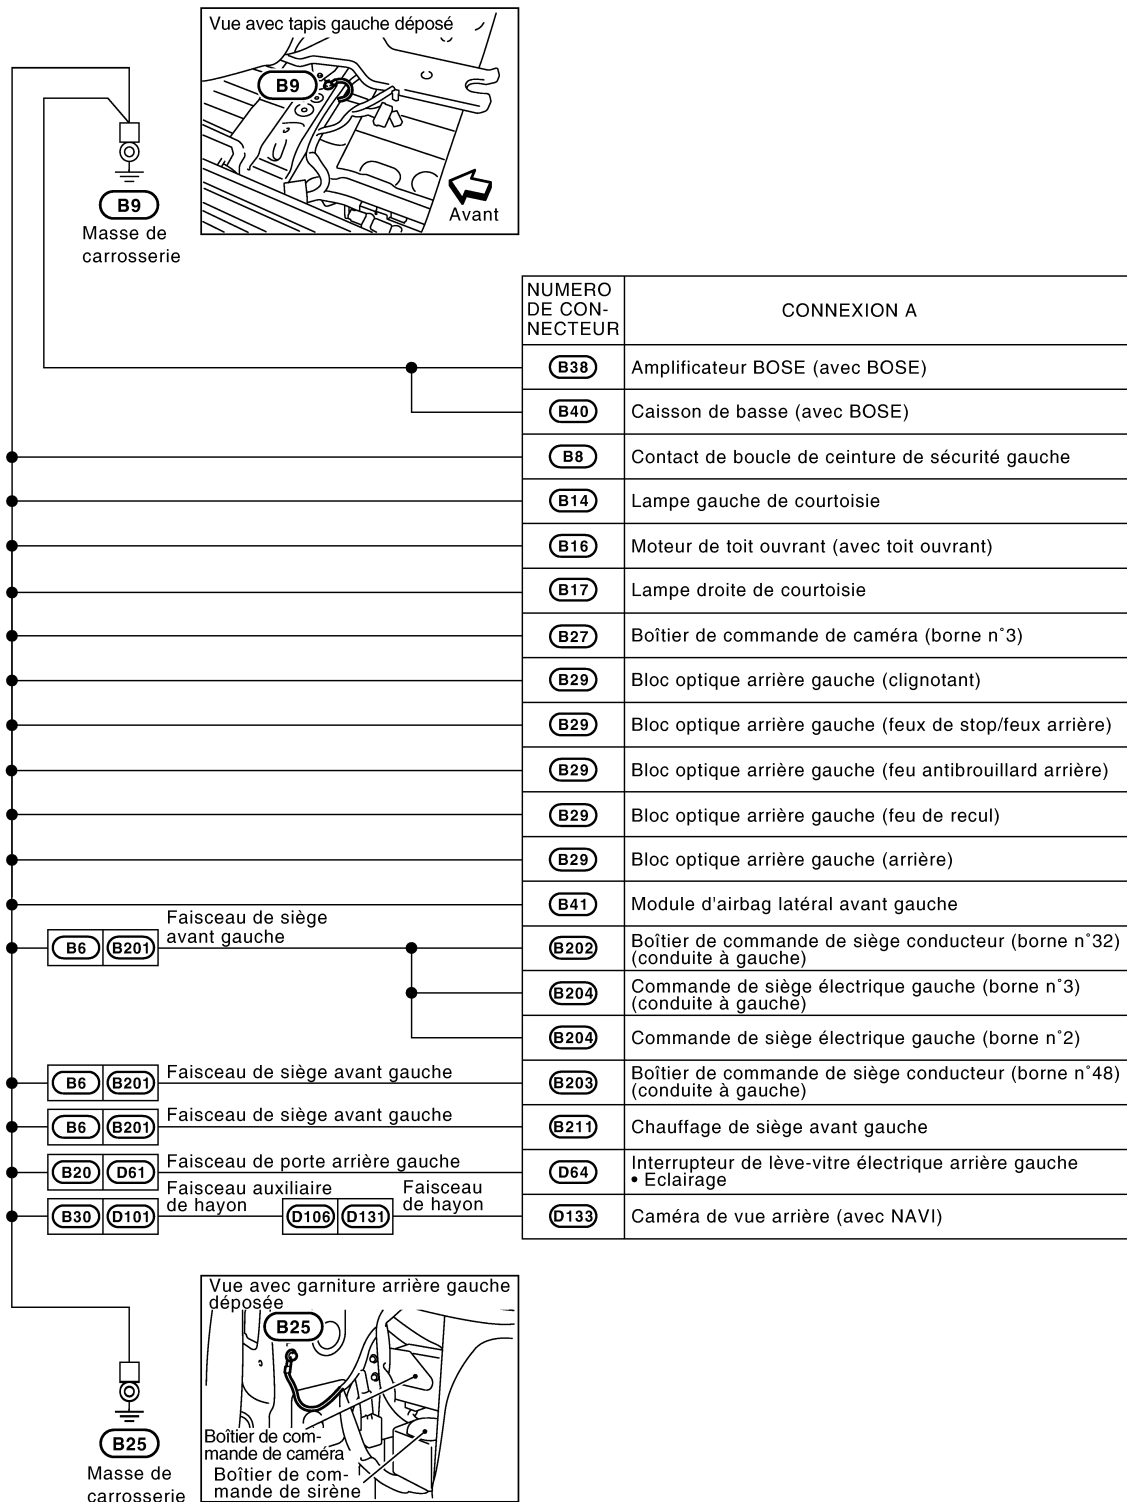 Vue avec tapis gauche déposé
B9
Avant
B9
Masse de
carrosserie
NUMERO
DE CON-
NECTEUR
CONNEXION A
B38 Amplificateur BOSE (avec BOSE)
B40 Caisson de basse (avec BOSE)
B8 Contact de boucle de ceinture de sécurité gauche
B14 Lampe gauche de courtoisie
B16 Moteur de toit ouvrant (avec toit ouvrant)
B17 Lampe droite de courtoisie
B27 Boîtier de commande de caméra (borne n˚3)
B29 Bloc optique arrière gauche (clignotant)
B29 Bloc optique arrière gauche (feux de stop/feux arrière)
B29 Bloc optique arrière gauche (feu antibrouillard arrière)
B29 Bloc optique arrière gauche (feu de recul)
B29 Bloc optique arrière gauche (arrière)
B41 Module d'airbag latéral avant gauche
Faisceau de siège
avant gauche
B6 B201
B202 Boîtier de commande de siège conducteur (borne n˚32)
(conduite à gauche)
B204 Commande de siège électrique gauche (borne n˚3)
(conduite à gauche)
B204 Commande de siège électrique gauche (borne n˚2)
B6 B201 Faisceau de siège avant gauche
B203 Boîtier de commande de siège conducteur (borne n˚48)
(conduite à gauche)
B6 B201 Faisceau de siège avant gauche
B211 Chauffage de siège avant gauche
B20 D61 Faisceau de porte arrière gauche
D64 Interrupteur de lève-vitre électrique arrière gauche
• Eclairage
B30 D101 Faisceau auxiliaire
de hayon
D106 D131 Faisceau
de hayon
D133 Caméra de vue arrière (avec NAVI)
Vue avec garniture arrière gauche
déposée
B25
Boîtier de com-
mande de caméra
Boîtier de com-
mande de sirène
B25
Masse de
carrosserie